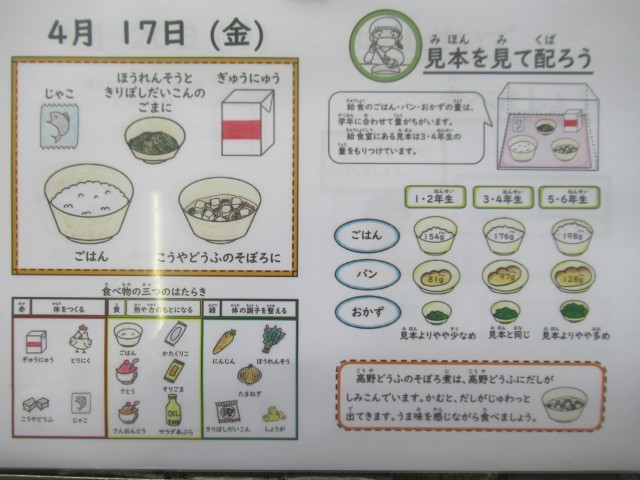 4月 17日 (金)
じゃこ
ほうれんそうと
きりぼしだいこんの
ごまに
ぎゅうにゅう
ごはん
こうやどうふのそぼろに
食べ物の三つのはたらき
赤 体をつくる
黄 熱や力のもとになる
緑 体の調子を整える
ぎゅうにゅう
とりにく
こうやどうふ
じゃこ
ごはん
かたくりこ
さとう
すりごま
さんおんとう
サラダあぶら
OIL
にんじん
ほうれんそう
たまねぎ
きりぼしだいこん
しょうが
見本を見て配ろう
給食のごはん・パン・おかずの量は、
学年に合わせて量がちがいます。
給食室にある見本は3・4年生の
量をもりつけています。
1・2年生
3・4年生
5・6年生
ごはん
154g
176g
198g
パン
81g
97g
128g
おかず
見本よりやや少なめ
見本と同じ
見本よりやや多め
高野どうふのそぼろ煮は、高野どうふにだしが
しみこんでいます。かむと、だしがじゅわっと
出てきます。うま味を感じながら食べましょう。